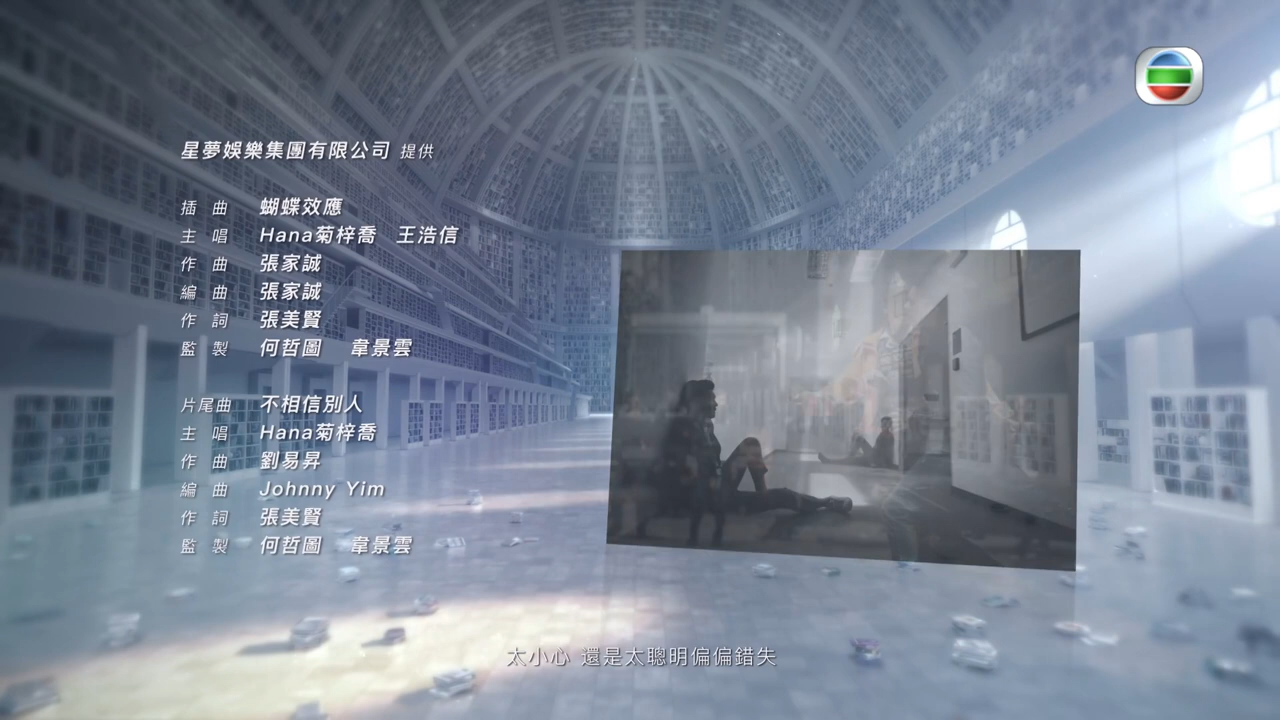 星夢娛樂集團有限公司 提供
插 曲 蝴蝶效應
主 唱 Hana菊梓喬 王浩信
作 曲 張家誠
編 曲 張家誠
作 詞 張美賢
監 製 何哲圖 韋景雲
片尾曲 不相信別人
主 唱 Hana菊梓喬
作 曲 劉易昇
編 曲 Johnny Yim
作 詞 張美賢
監 製 何哲圖 韋景雲
太小心 還是太聰明偏偏錯失